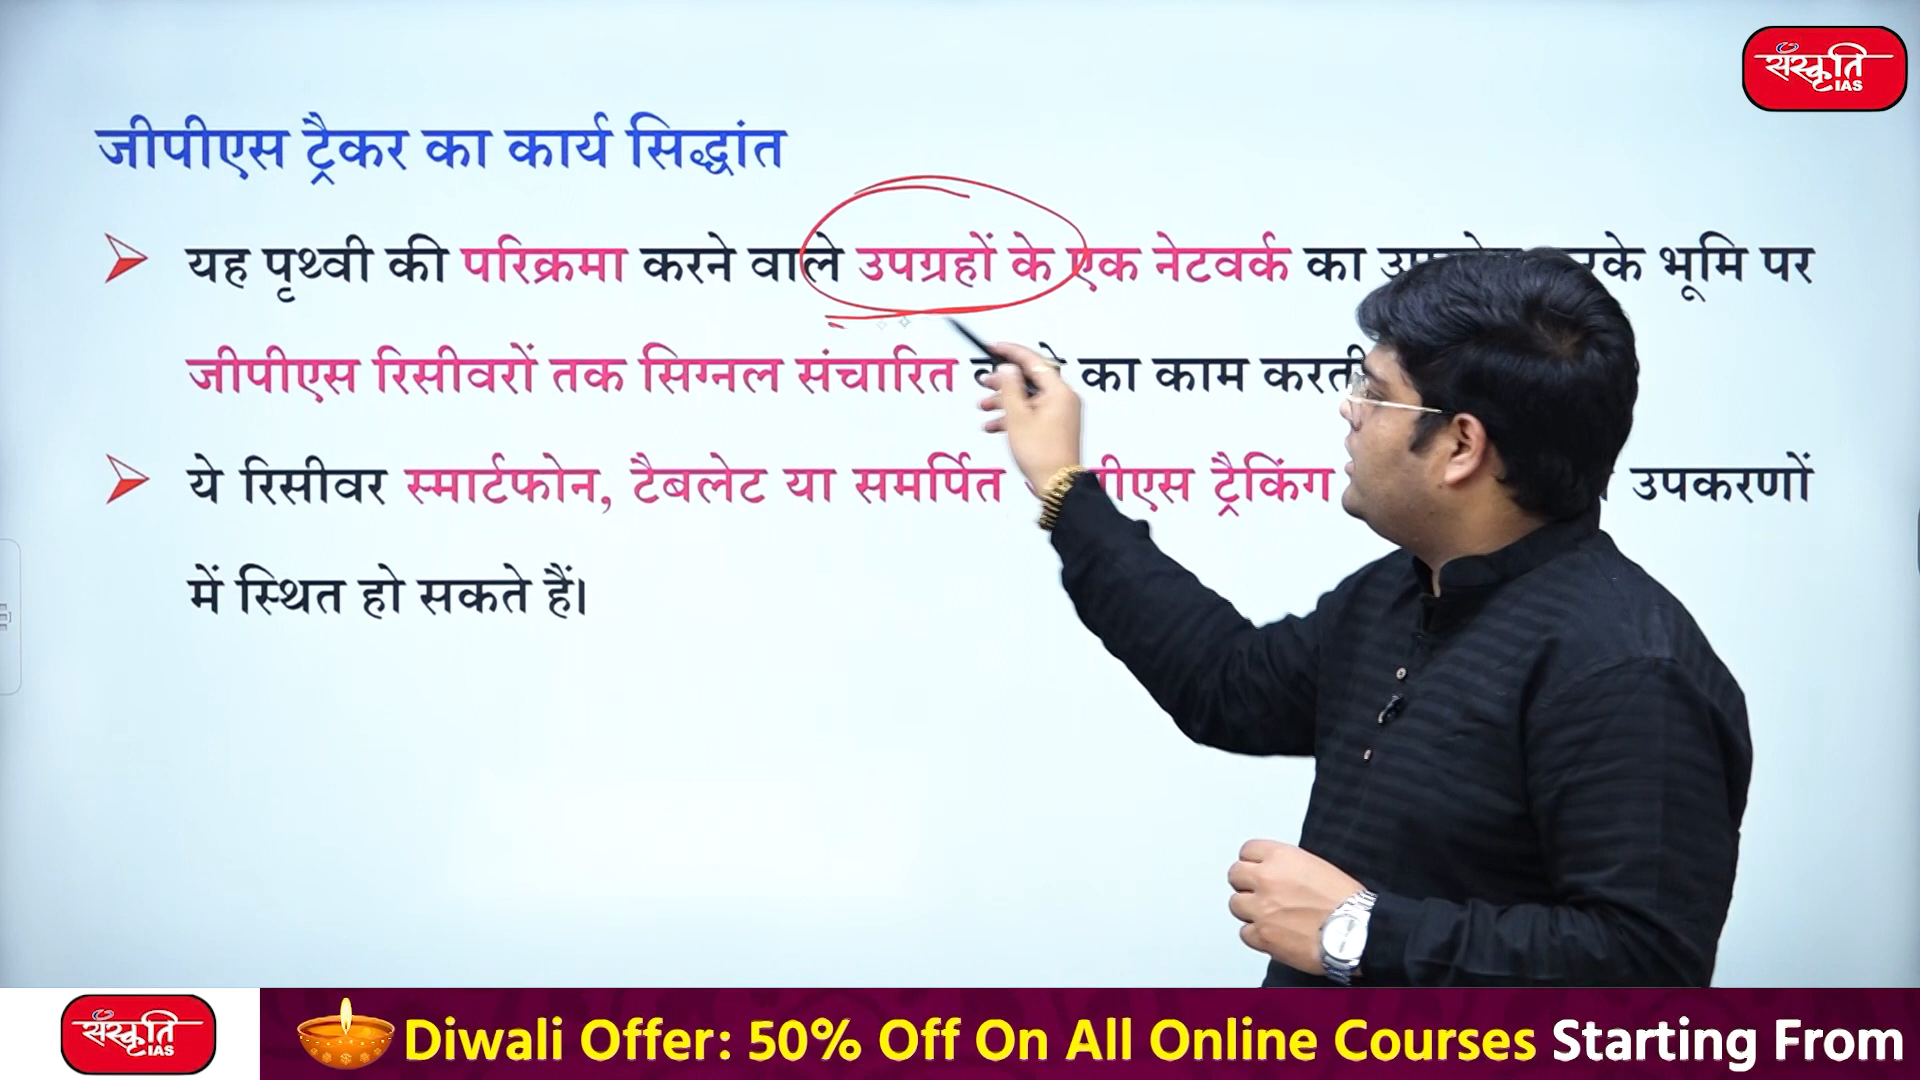 संस्कृति
IAS
जीपीएस ट्रैकर का कार्य सिद्धांत
यह पृथ्वी की परिक्रमा करने वाले उपग्रहों के एक नेटवर्क का भूमि पर
जीपीएस रिसीवरों तक सिग्नल संचारित का काम करती
ये रिसीवर स्मार्टफोन, टैबलेट या समर्पित ट्रैकिंग उपकरणों
में स्थित हो सकते हैं।
संस्कृति
IAS
Diwali Offer: 50% Off On All Online Courses Starting From